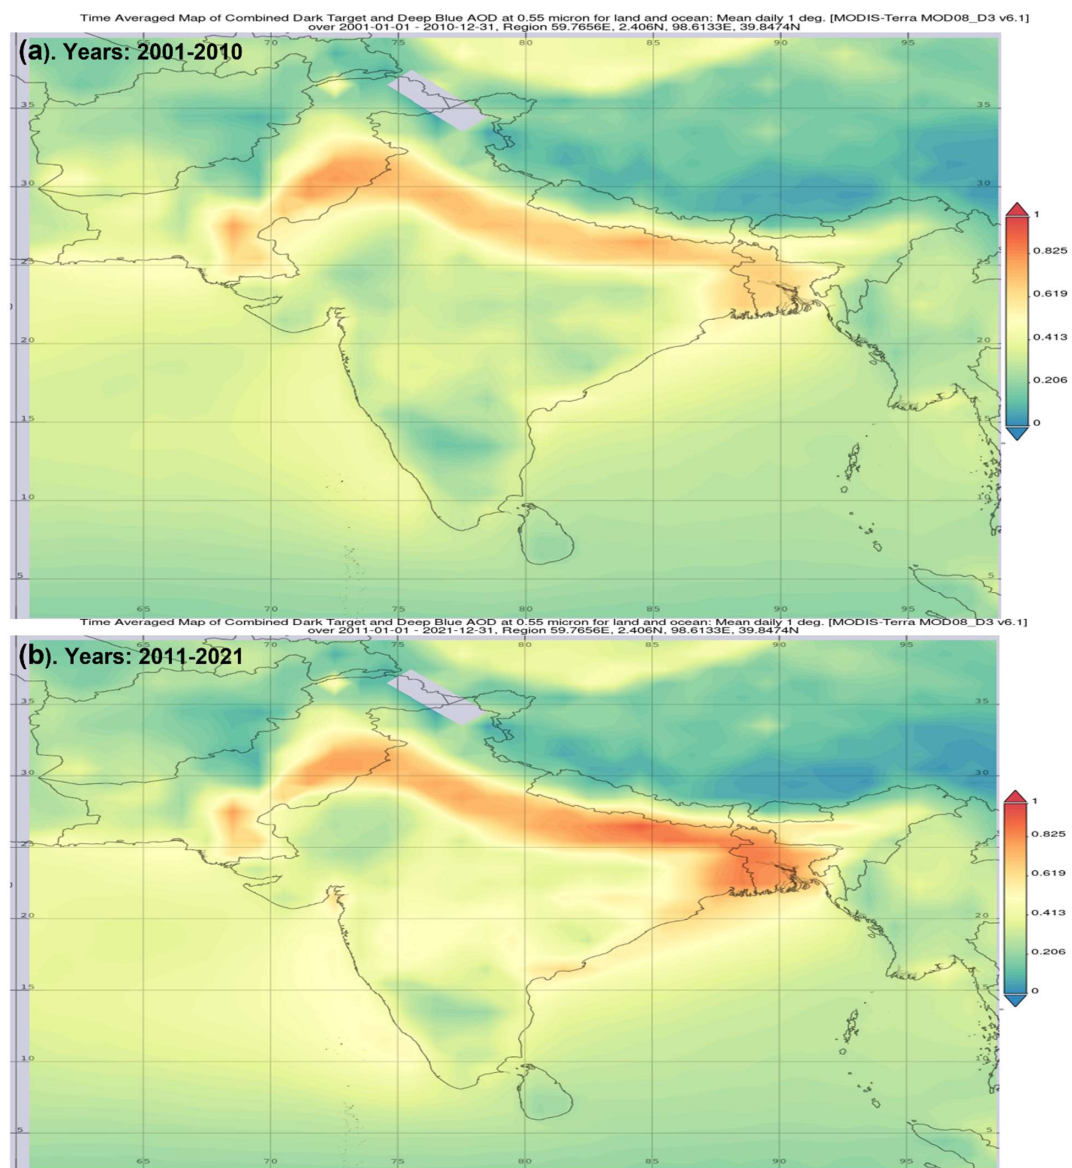 Time Averaged Map of Combined Dark Target and Deep Blue AOD at 0.55 micron for land and ocean: Mean daily 1 deg. [MODIS-Terra MOD08_D3 v6.1]
over 2001-01-01 - 2010-12-31, Region 59.7656E, 2.406N, 98.6133E, 39.8474N
(a). Years: 2001-2010
80 85 90 95
35 35
30 30
25 25
20 20
15 15
10 10
5 5
65 70 75 80 85 90 95
1
0.825
0.619
0.413
0.206
0
Time Averaged Map of Combined Dark Target and Deep Blue AOD at 0.55 micron for land and ocean: Mean daily 1 deg. [MODIS-Terra MOD08_D3 v6.1]
over 2011-01-01 - 2021-12-31, Region 59.7656E, 2.406N, 98.6133E, 39.8474N
(b). Years: 2011-2021
80 85 90 95
35 35
30 30
25 25
20 20
15 15
10 10
5 5
65 70 75 80 85 90 95
1
0.825
0.619
0.413
0.206
0